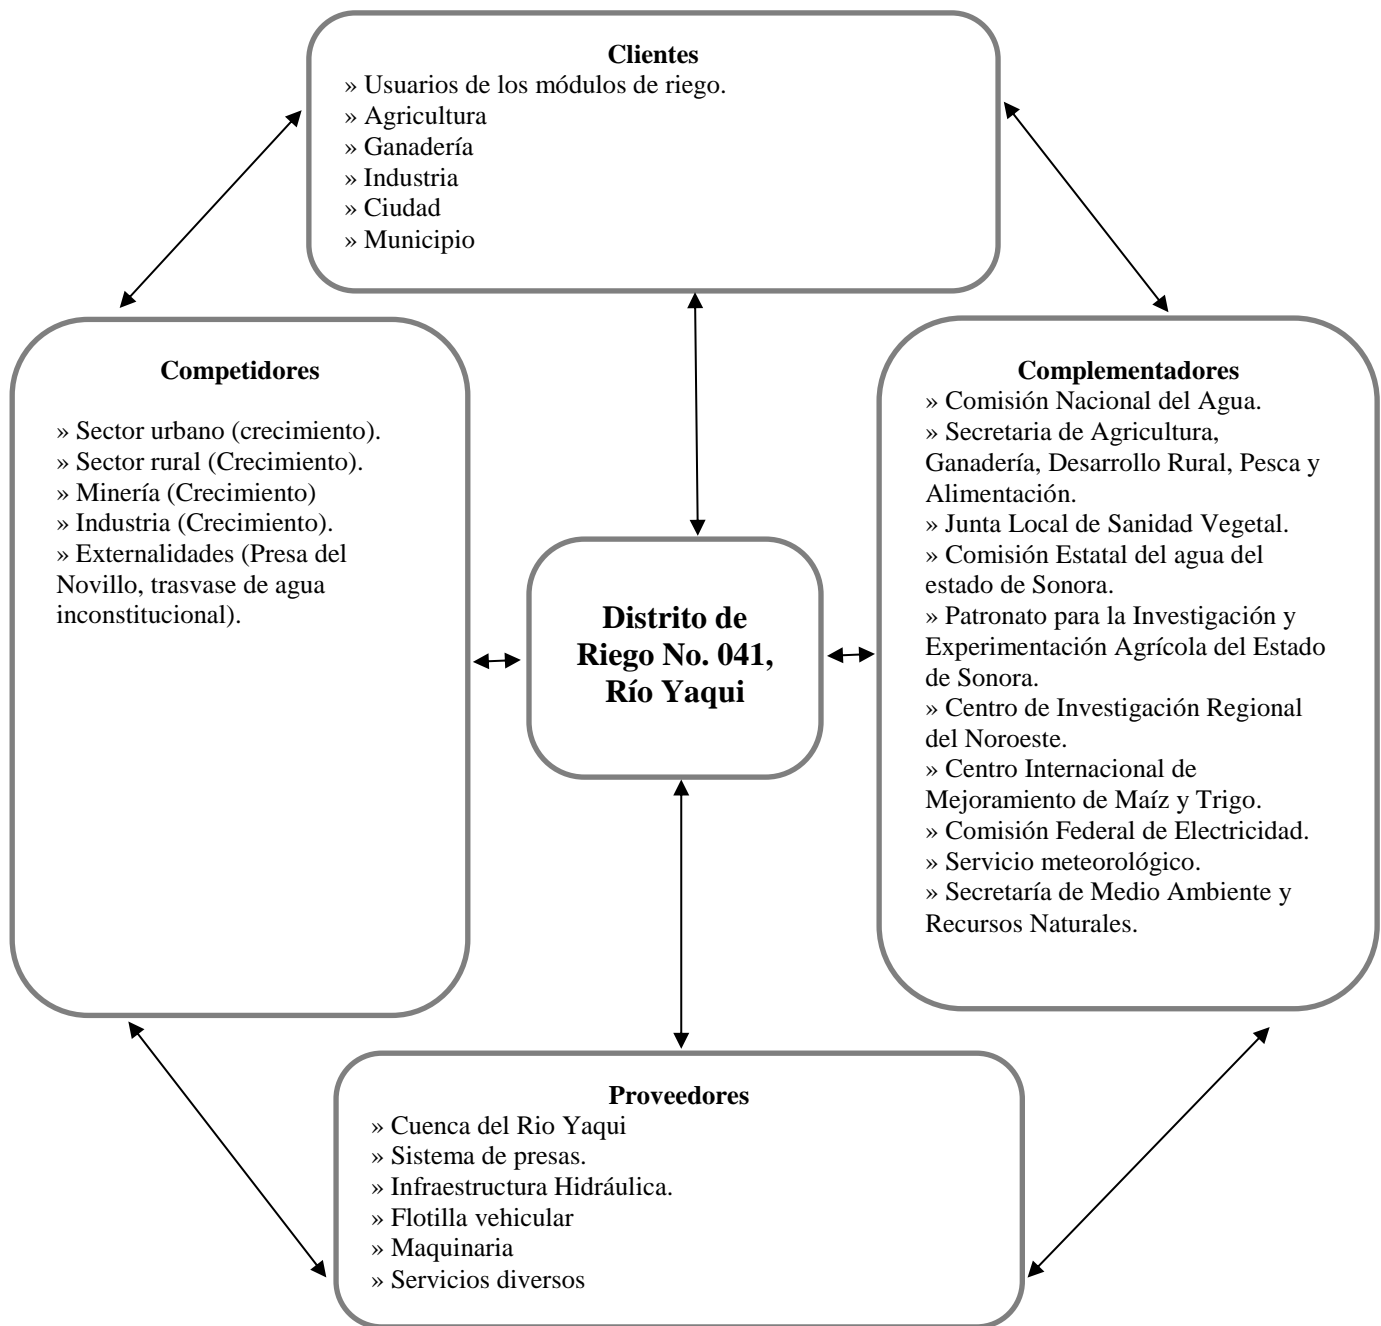 Clientes
» Usuarios de los módulos de riego.
» Agricultura
» Ganadería
» Industria
» Ciudad
» Municipio
Competidores
» Sector urbano (crecimiento).
» Sector rural (Crecimiento).
» Minería (Crecimiento)
» Industria (Crecimiento).
» Externalidades (Presa del
Novillo, trasvase de agua
inconstitucional).
Distrito de
Riego No. 041,
Río Yaqui
Complementadores
» Comisión Nacional del Agua.
» Secretaria de Agricultura,
Ganadería, Desarrollo Rural, Pesca y
Alimentación.
» Junta Local de Sanidad Vegetal.
» Comisión Estatal del agua del
estado de Sonora.
» Patronato para la Investigación y
Experimentación Agrícola del Estado
de Sonora.
» Centro de Investigación Regional
del Noroeste.
» Centro Internacional de
Mejoramiento de Maíz y Trigo.
» Comisión Federal de Electricidad.
» Servicio meteorológico.
» Secretaría de Medio Ambiente y
Recursos Naturales.
Proveedores
» Cuenca del Rio Yaqui
» Sistema de presas.
» Infraestructura Hidráulica.
» Flotilla vehicular
» Maquinaria
» Servicios diversos